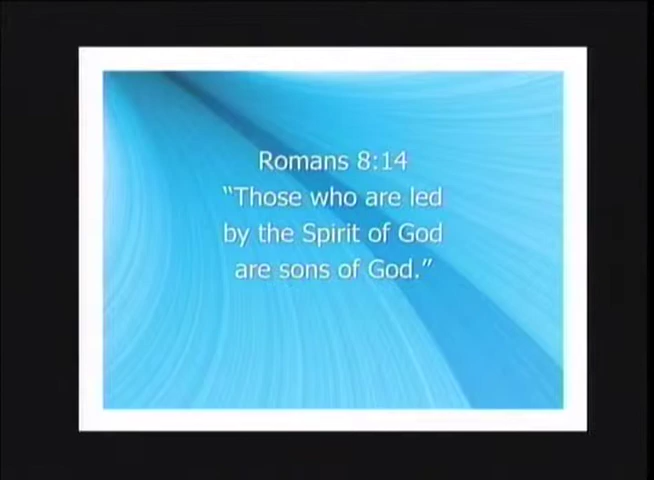 Romans 8:14
“Those who are led
by the Spirit of God
are sons of God.”